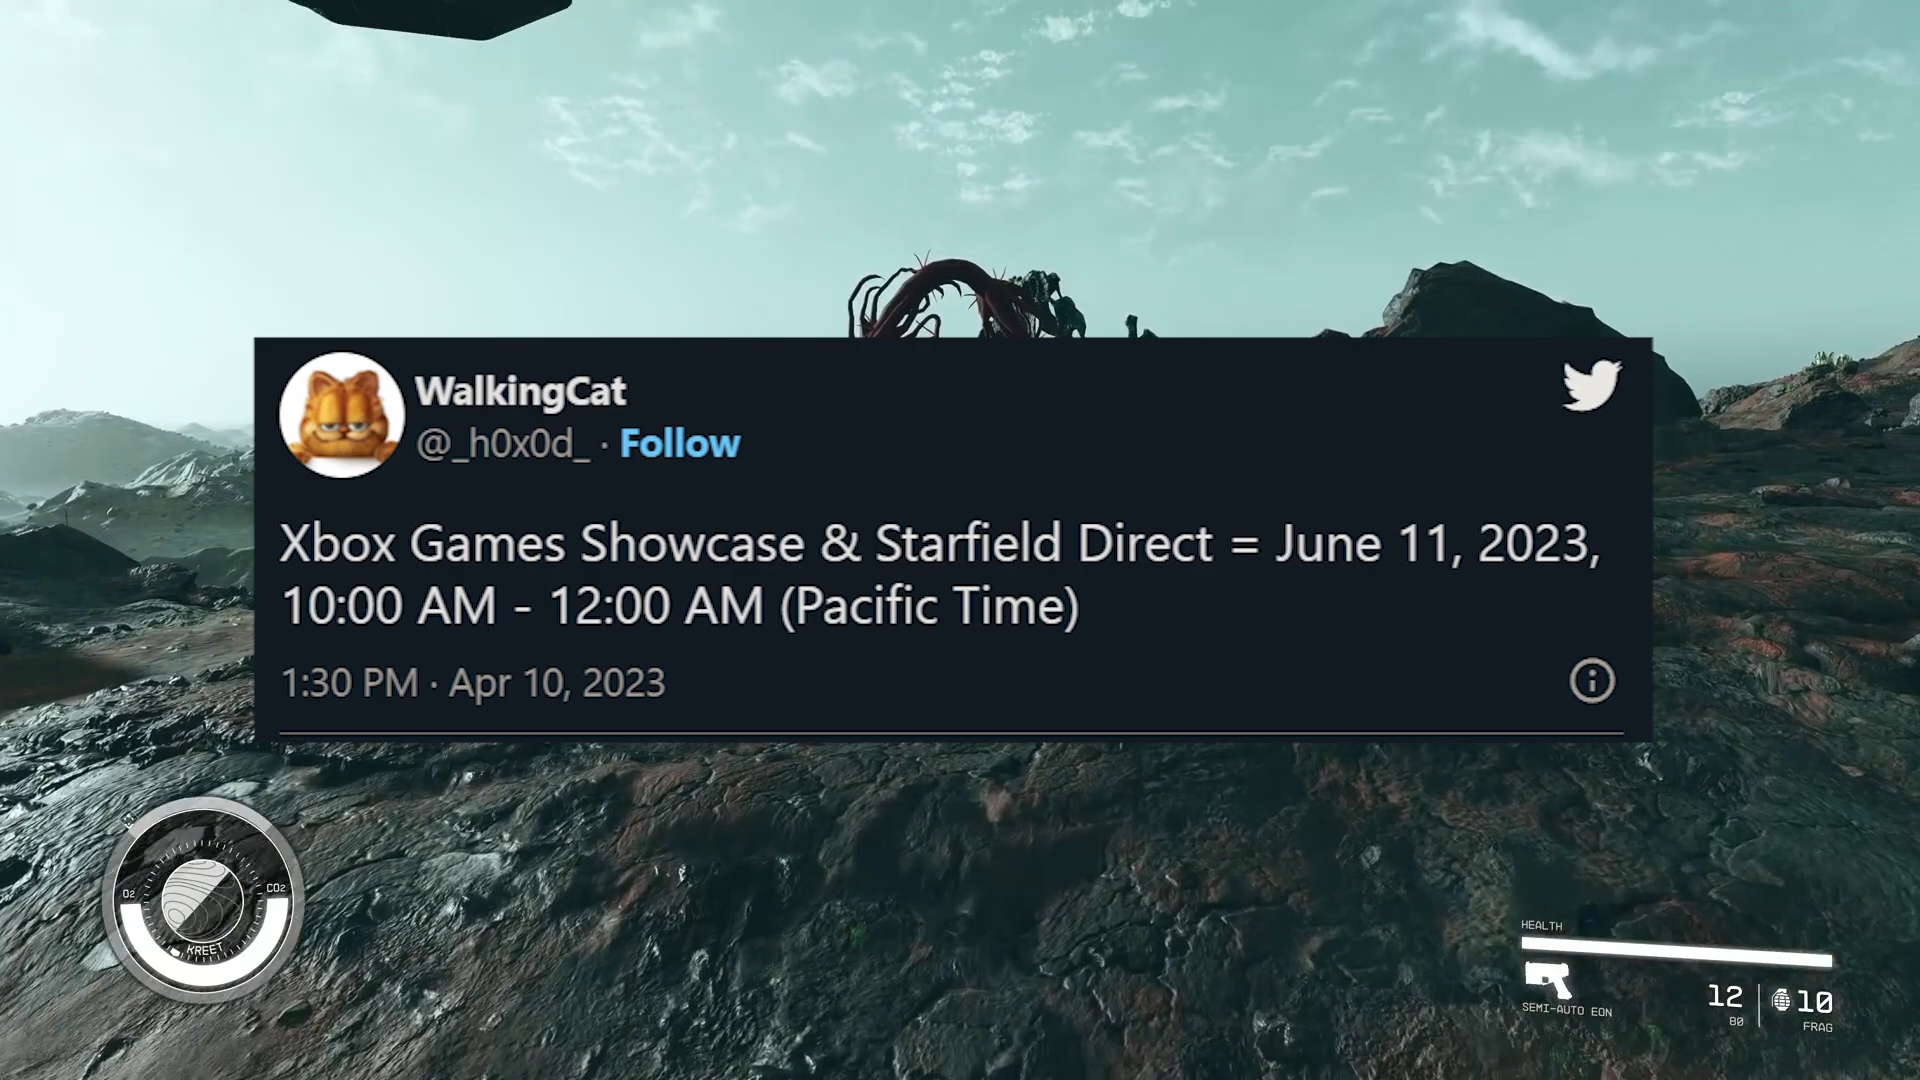 WalkingCat
@_h0x0d_ · Follow
Xbox Games Showcase & Starfield Direct = June 11, 2023,
10:00 AM - 12:00 AM (Pacific Time)
1:30 PM · Apr 10, 2023
O2
CO2
KREET
HEALTH
SEMI-AUTO EON
12
80
10
FRAG